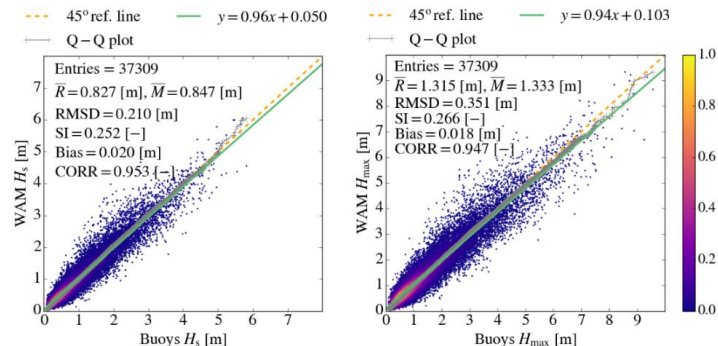 45° ref. line
y = 0.96x + 0.050
Q − Q plot
Entries = 37309
R̅ = 0.827 [m], M̅ = 0.847 [m]
RMSD = 0.210 [m]
SI = 0.252 [−]
Bias = 0.020 [m]
CORR = 0.953 [−]
WAM Hₛ [m]
7
6
5
4
3
2
1
0
0 1 2 3 4 5 6 7
Buoys Hₛ [m]
45° ref. line
y = 0.94x + 0.103
Q − Q plot
Entries = 37309
R̅ = 1.315 [m], M̅ = 1.333 [m]
RMSD = 0.351 [m]
SI = 0.266 [−]
Bias = 0.018 [m]
CORR = 0.947 [−]
WAM Hₘₐₓ [m]
9
8
7
6
5
4
3
2
1
0
0 1 2 3 4 5 6 7 8 9
Buoys Hₘₐₓ [m]
1.0
0.8
0.6
0.4
0.2
0.0